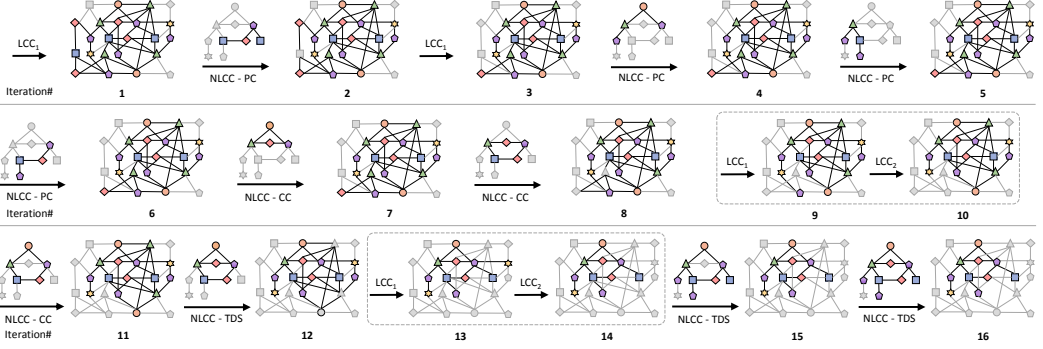 LCC1 NLCC - PC LCC1 NLCC - PC NLCC - PC
Iteration# 1 2 3 4 5
NLCC - PC NLCC - CC NLCC - CC LCC1 LCC2
Iteration# 6 7 8 9 10
NLCC - CC NLCC - TDS LCC1 LCC2 NLCC - TDS NLCC - TDS
Iteration# 11 12 13 14 15 16